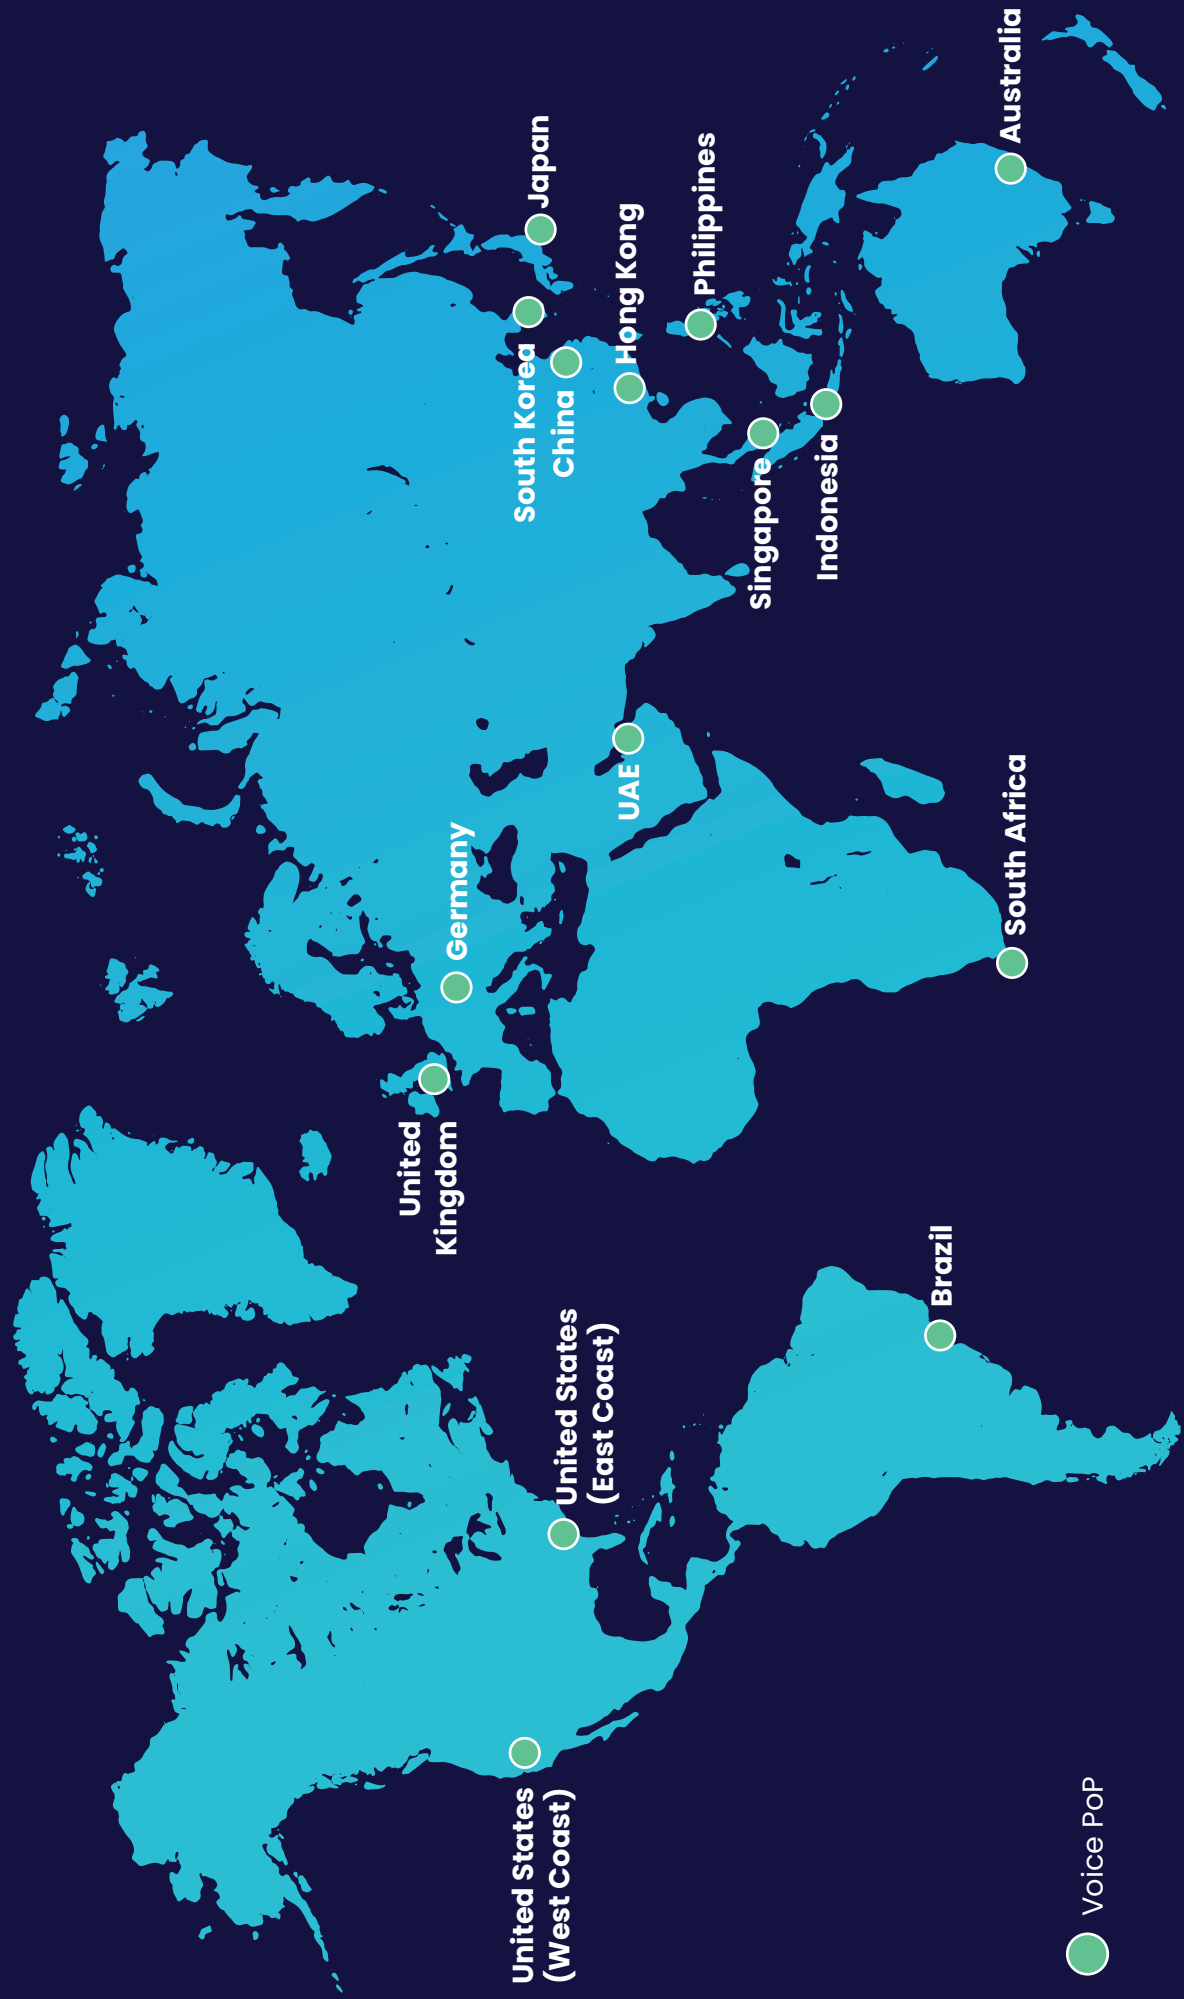 United
Kingdom
Germany
South Korea
Japan
China
United States
(West Coast)
United States
(East Coast)
UAE
Hong Kong
Philippines
Singapore
Indonesia
Brazil
South Africa
Australia
Voice PoP